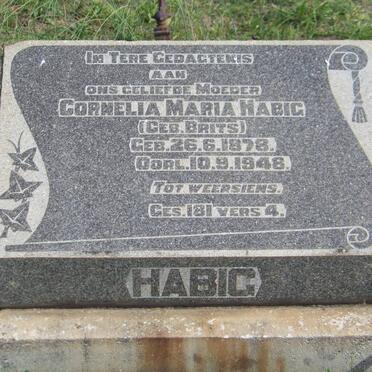 In Tere Gedagtekis
aan
ons geliefde Moeder
Cornelia Maria Habig
(Geb. Brits)
Geb. 26.6.1878.
Oorl. 10.9.1948.
Tot weersiens.
Ges. 181 vers 4.
HABIG